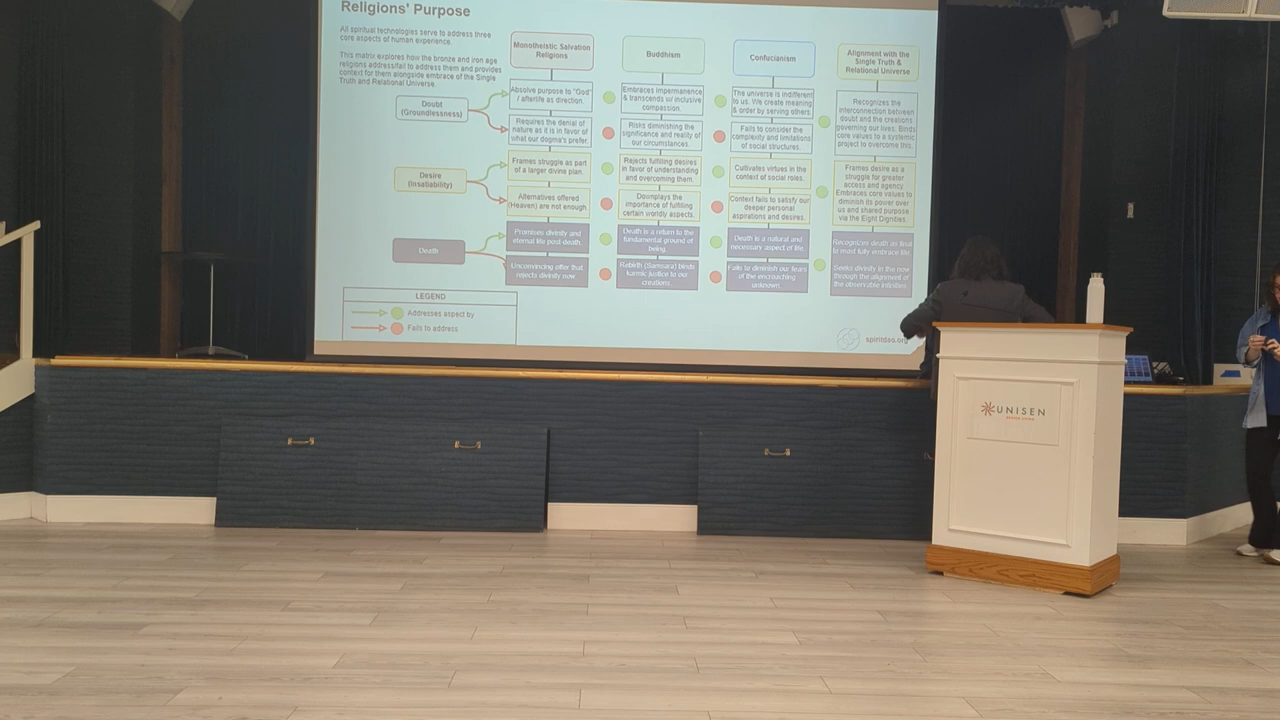 Religions' Purpose
All spiritual technologies serve to address three
core aspects of human experience.
This matrix explores how the bronze and iron age
religions address/fail to address them and provides
context for them alongside embrace of the Single
Truth and Relational Universe.
Monotheistic Salvation
Religions
Buddhism
Confucianism
Alignment with the
Single Truth &
Relational Universe
Doubt
(Groundlessness)
Absolve purpose to "God"
/ afterlife as direction.
Embraces impermanence
& transcends w/ inclusive
compassion.
The universe is indifferent
to us. We create meaning
& order by serving others.
Recognizes the
interconnection between
doubt and the creations
governing our lives. Binds
core values to a systemic
project to overcome this.
Requires the denial of
nature as it is in favor of
what our dogma's prefer.
Risks diminishing the
significance and reality of
our circumstances.
Fails to consider the
complexity and limitations
of social structures.
Desire
(Insatiability)
Frames struggle as part
of a larger divine plan.
Rejects fulfilling desires
in favor of understanding
and overcoming them.
Cultivates virtues in the
context of social roles.
Frames desire as a
struggle for greater
access and agency.
Embraces core values to
diminish its power over
us and shared purpose
via the Eight Dignities.
Alternatives offered
(Heaven) are not enough
Downplays the
importance of fulfilling
certain worldly aspects.
Context fails to satisfy our
deeper personal
aspirations and desires.
Death
Promises divinity and
eternal life post death.
Death is a return to the
fundamental ground of
being.
Death is a natural and
necessary aspect of life.
Recognizes death as final
to most fully embrace life.
Seeks divinity in the now
through the alignment of
the observable infinities
Unconvincing offer that
rejects divinity now.
Rebirth (Samsara) binds
karmic justice to our
creations.
Fails to diminish our fears
of the encroaching
unknown.
LEGEND
Addresses aspect by
Fails to address
spiritdao.org
UNISEN